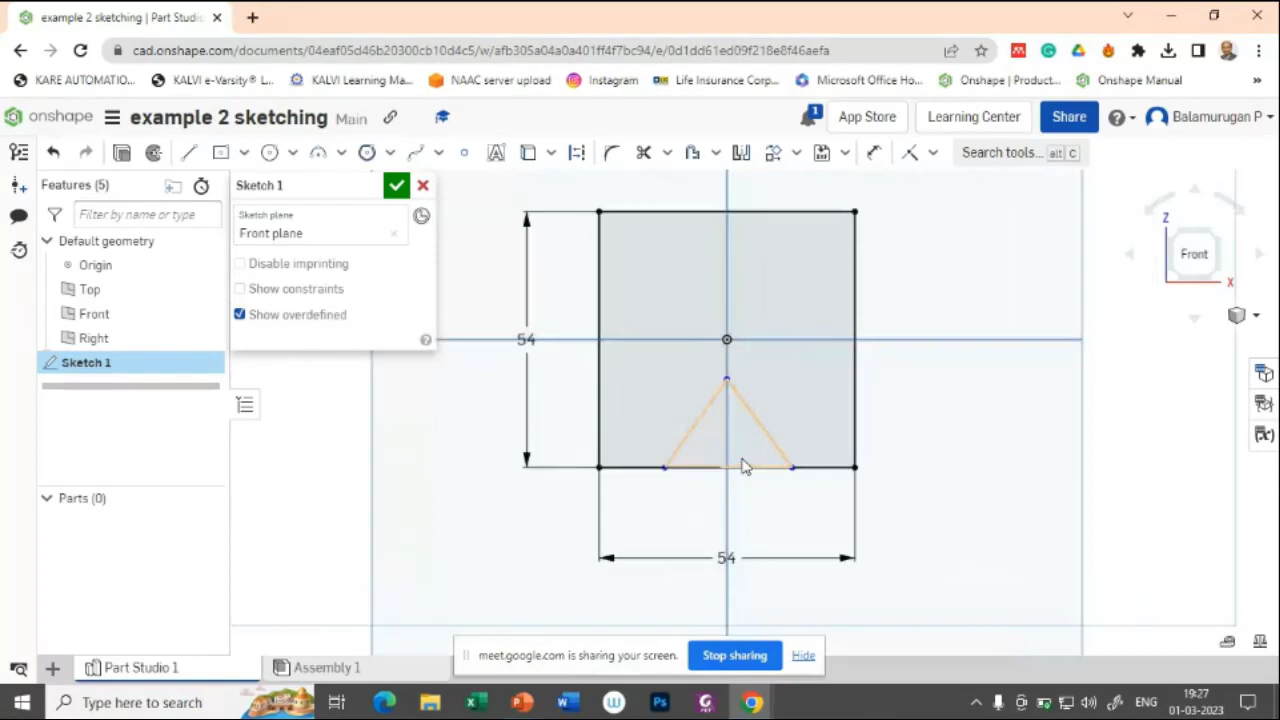 example 2 sketching | Part Studio
cad.onshape.com/documents/04eaf05d46b20300cb10d4c5/w/afb305a04a0a401ff4f7bc94/e/0d1dd61ed09f218e8f46aefa
KARE AUTOMATIO... KALVI e-Varsity® L... KALVI Learning Ma... NAAC server upload Instagram Life Insurance Corp... Microsoft Office Ho... Onshape | Product... Onshape Manual »
onshape example 2 sketching Main 1 App Store Learning Center Share Balamurugan P
Search tools... alt C
Features (5)
Filter by name or type
Default geometry
Origin
Top
Front
Right
Sketch 1
Parts (0)
Sketch 1
Sketch plane
Front plane
Disable imprinting
Show constraints
Show overdefined
54
54
Z
Front
X
meet.google.com is sharing your screen. Stop sharing Hide
Part Studio 1 Assembly 1
Type here to search
ENG
19:27
01-03-2023